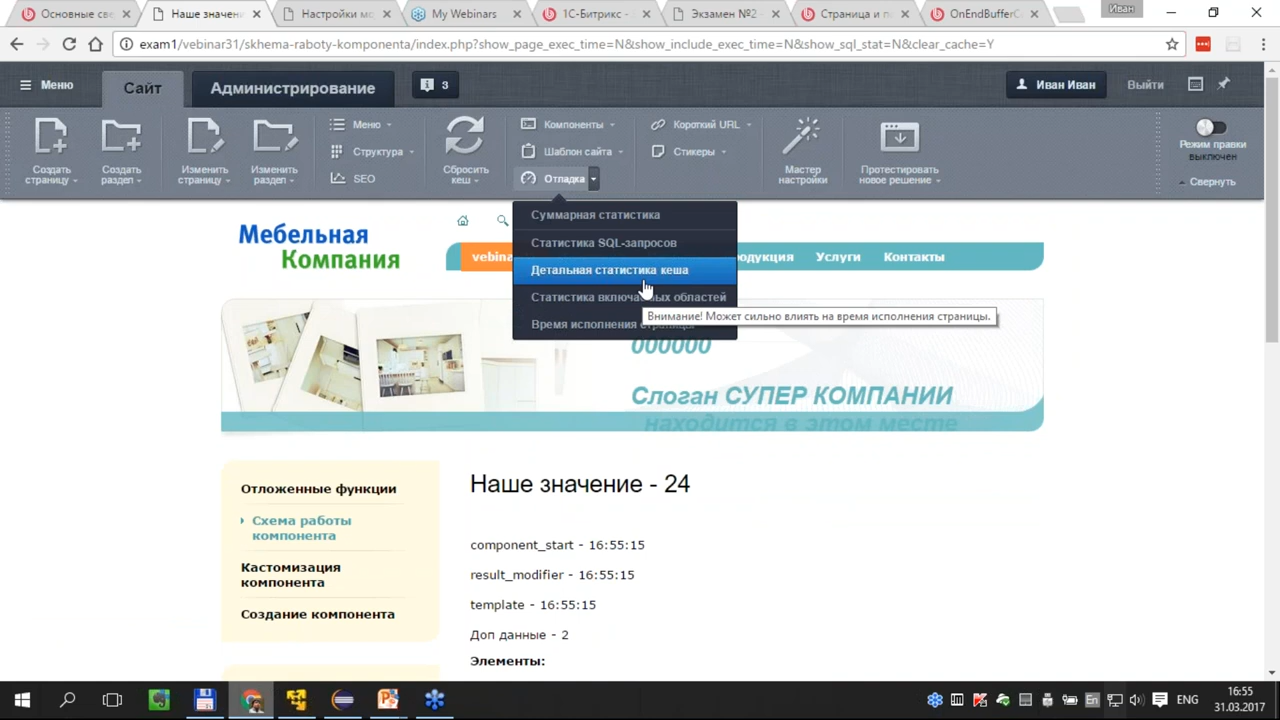 Основные све
Наше значен
Настройки мо
My Webinars
1С-Битрикс -
Экзамен №2 -
Страница и п
OnEndBufferC
Иван
exam1/vebinar31/skhema-raboty-komponenta/index.php?show_page_exec_time=N&show_include_exec_time=N&show_sql_stat=N&clear_cache=Y
Меню
Сайт
Администрирование
3
Иван Иван
Выйти
Создать страницу
Создать раздел
Изменить страницу
Изменить раздел
Меню
Структура
SEO
Сбросить кеш
Компоненты
Шаблон сайта
Отладка
Короткий URL
Стикеры
Мастер настройки
Протестировать новое решение
Режим правки
выключен
Свернуть
Суммарная статистика
Статистика SQL-запросов
Детальная статистика кеша
Статистика включаемых областей
Время исполнения страницы
Внимание! Может сильно влиять на время исполнения страницы.
Мебельная
Компания
vebina
одукция
Услуги
Контакты
000000
Слоган СУПЕР КОМПАНИИ
находится в этом месте
Отложенные функции
Схема работы
компонента
Кастомизация
компонента
Создание компонента
Наше значение - 24
component_start - 16:55:15
result_modifier - 16:55:15
template - 16:55:15
Доп данные - 2
Элементы:
En
ENG
16:55
31.03.2017